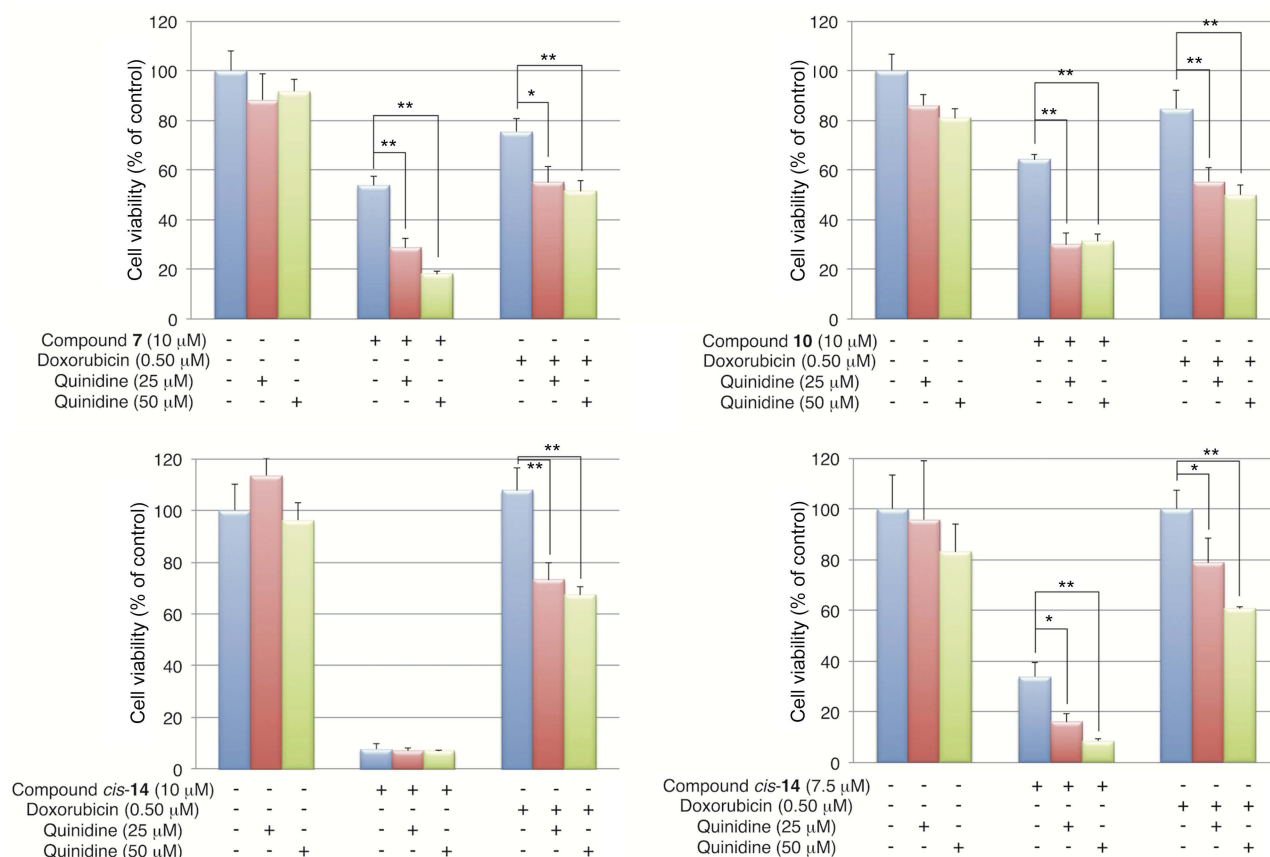 120
100
80
60
40
20
0
Cell viability (% of control)
** ** * **
Compound 7 (10 μM) - - - + + + - - -
Doxorubicin (0.50 μM) - - - - - - + + +
Quinidine (25 μM) - + - - + - - + -
Quinidine (50 μM) - - + - - + - - +
120
100
80
60
40
20
0
Cell viability (% of control)
** ** ** **
Compound 10 (10 μM) - - - + + + - - -
Doxorubicin (0.50 μM) - - - - - - + + +
Quinidine (25 μM) - + - - + - - + -
Quinidine (50 μM) - - + - - + - - +
120
100
80
60
40
20
0
Cell viability (% of control)
** **
Compound cis-14 (10 μM) - - - + + + - - -
Doxorubicin (0.50 μM) - - - - - - + + +
Quinidine (25 μM) - + - - + - - + -
Quinidine (50 μM) - - + - - + - - +
120
100
80
60
40
20
0
Cell viability (% of control)
* ** * **
Compound cis-14 (7.5 μM) - - - + + + - - -
Doxorubicin (0.50 μM) - - - - - - + + +
Quinidine (25 μM) - + - - + - - + -
Quinidine (50 μM) - - + - - + - - +